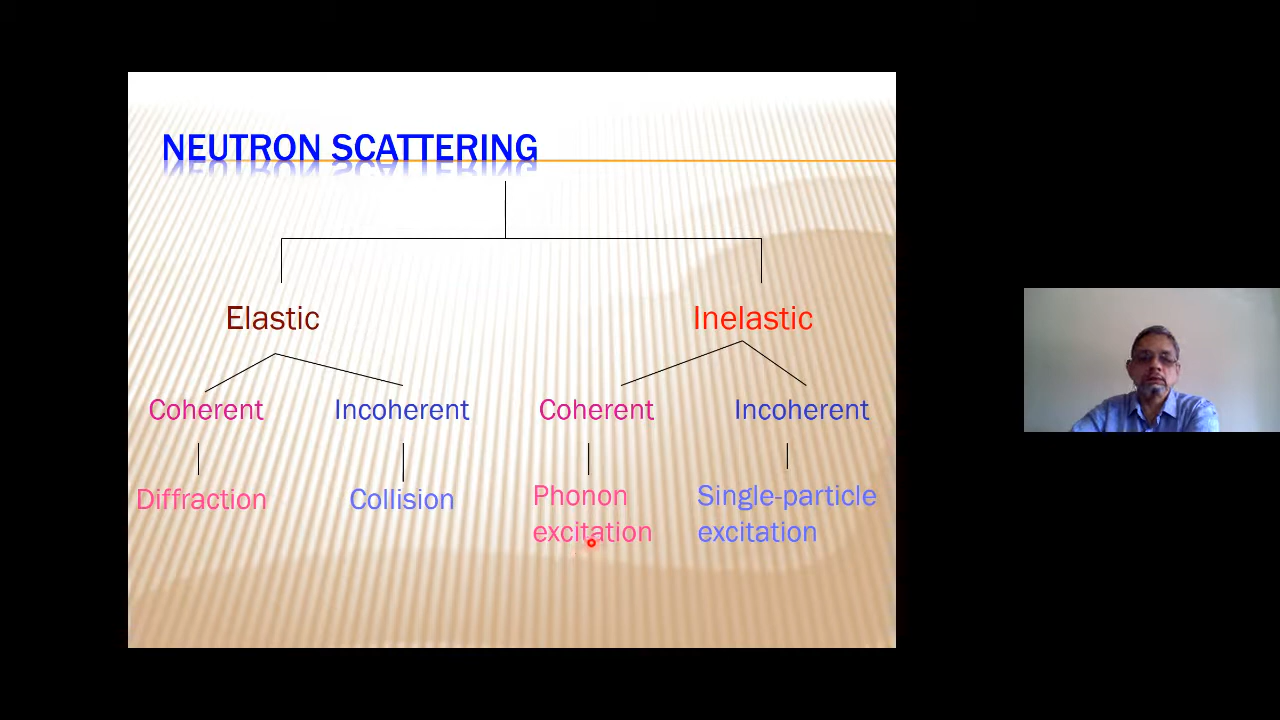 NEUTRON SCATTERING
Elastic
Inelastic
Coherent
Incoherent
Coherent
Incoherent
Diffraction
Collision
Phonon
excitation
Single-particle
excitation